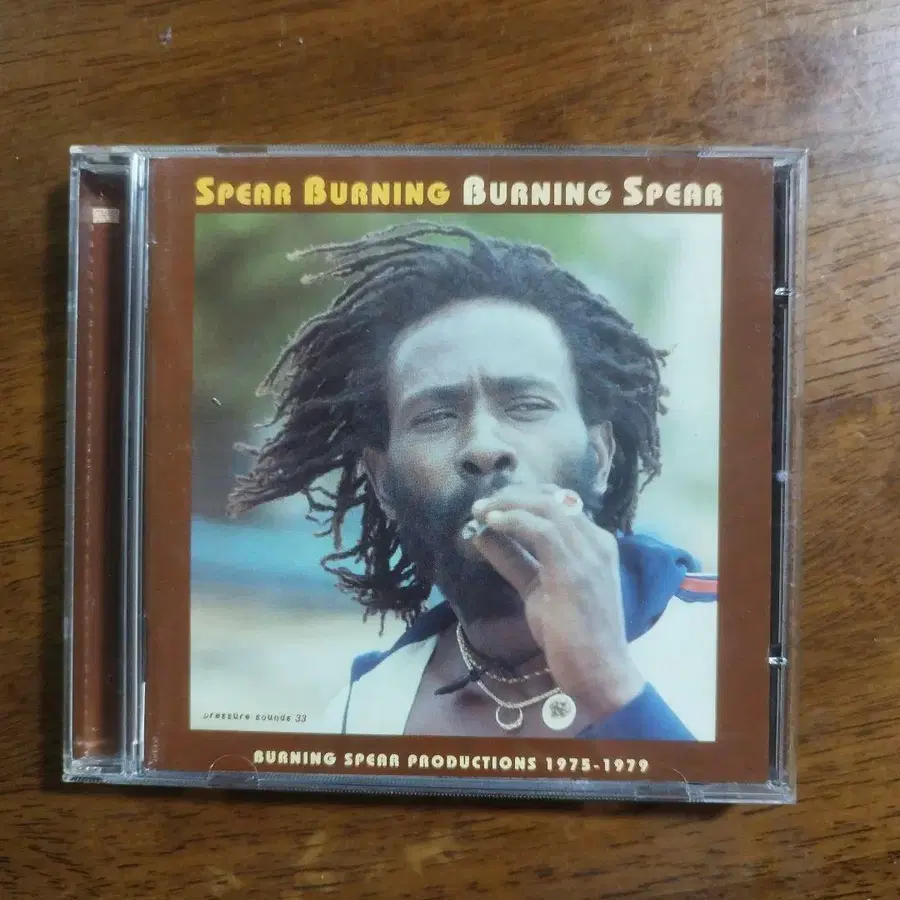 SPEAR BURNING BURNING SPEAR
pressure sounds 33
BURNING SPEAR PRODUCTIONS 1975-1979